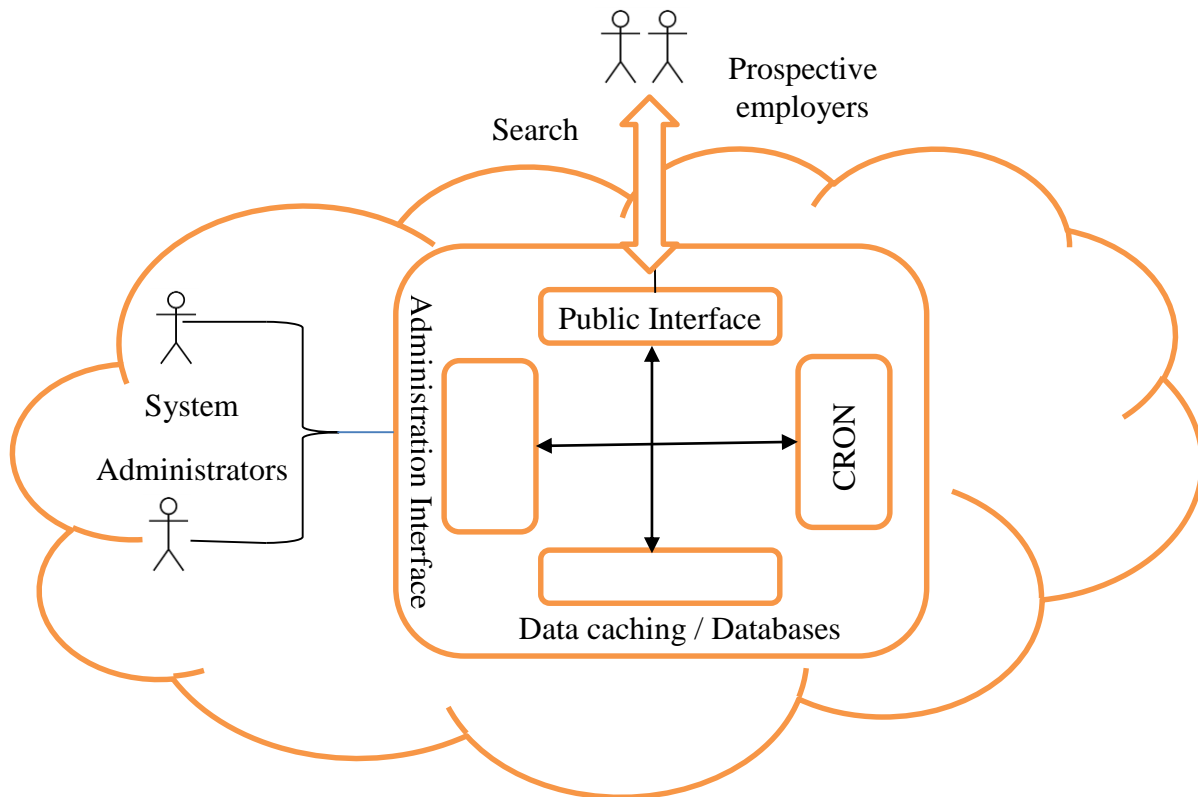 Prospective
employers
Search
Public Interface
Administration Interface
System
Administrators
CRON
Data caching / Databases